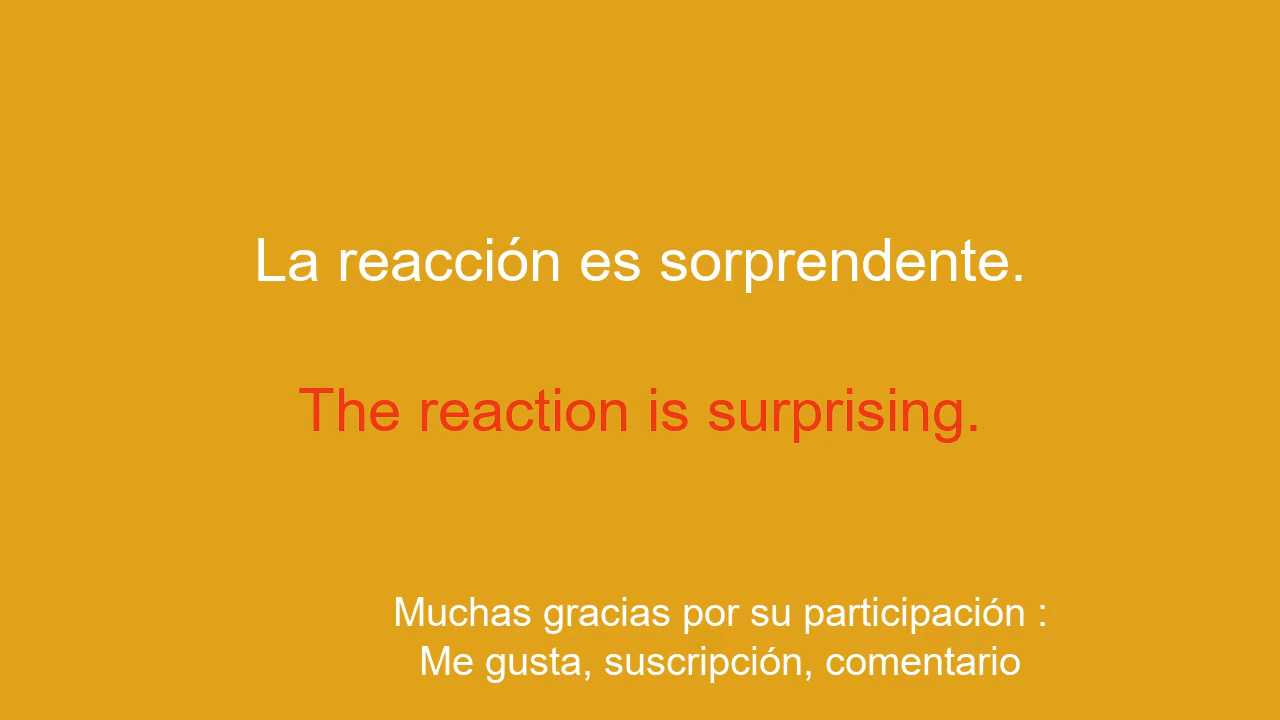 La reacción es sorprendente.
The reaction is surprising.
Muchas gracias por su participación :
Me gusta, suscripción, comentario